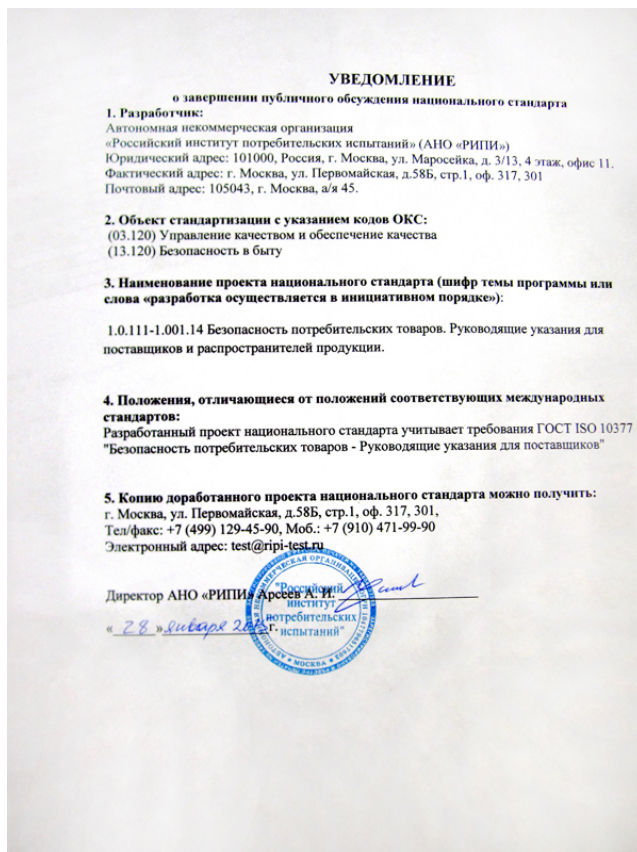 УВЕДОМЛЕНИЕ
о завершении публичного обсуждения национального стандарта
1. Разработчик:
Автономная некоммерческая организация
«Российский институт потребительских испытаний» (АНО «РИПИ»)
Юридический адрес: 101000, Россия, г. Москва, ул. Маросейка, д. 3/13, 4 этаж, офис 11.
Фактический адрес: г. Москва, ул. Первомайская, д.58Б, стр.1, оф. 317, 301
Почтовый адрес: 105043, г. Москва, а/я 45.
2. Объект стандартизации с указанием кодов ОКС:
(03.120) Управление качеством и обеспечение качества
(13.120) Безопасность в быту
3. Наименование проекта национального стандарта (шифр темы программы или
слова «разработка осуществляется в инициативном порядке»):
1.0.111-1.001.14 Безопасность потребительских товаров. Руководящие указания для
поставщиков и распространителей продукции.
4. Положения, отличающиеся от положений соответствующих международных
стандартов:
Разработанный проект национального стандарта учитывает требования ГОСТ ISO 10377
"Безопасность потребительских товаров - Руководящие указания для поставщиков"
5. Копию доработанного проекта национального стандарта можно получить:
г. Москва, ул. Первомайская, д.58Б, стр.1, оф. 317, 301,
Тел/факс: +7 (499) 129-45-90, Моб.: +7 (910) 471-99-90
Электронный адрес: test@ripi-test.ru
Директор АНО «РИПИ» Арсеев А. И.
« 28 » января г.
"Российский
институт
потребительских
испытаний"
МОСКВА